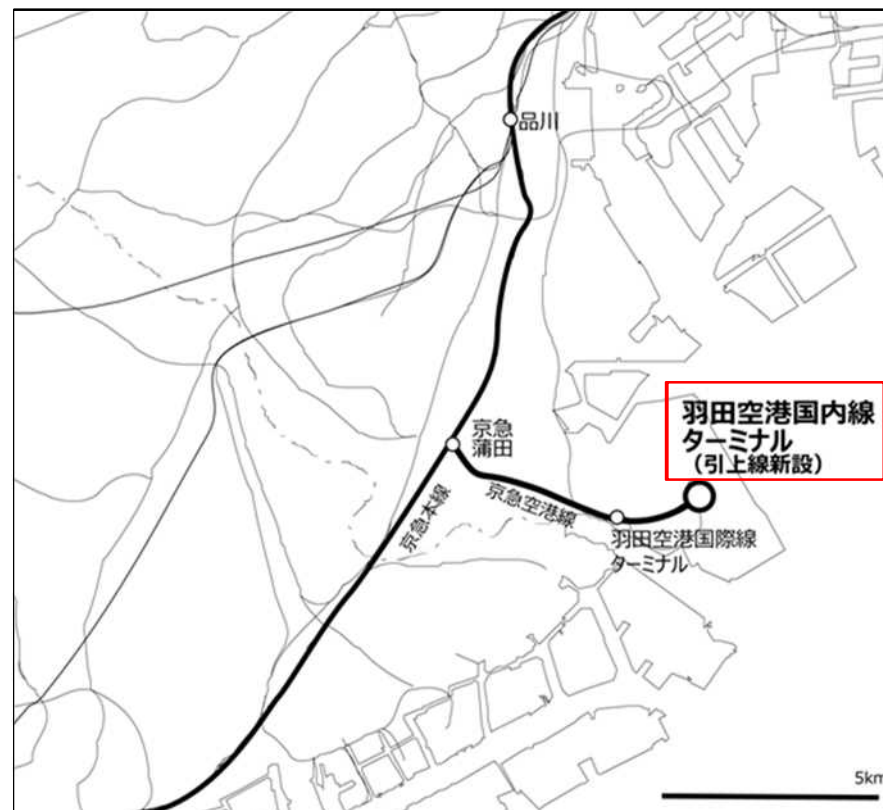 品川
羽田空港国内線
ターミナル
（引上線新設）
京急
蒲田
京急本線
京急空港線
羽田空港国際線
ターミナル
5km